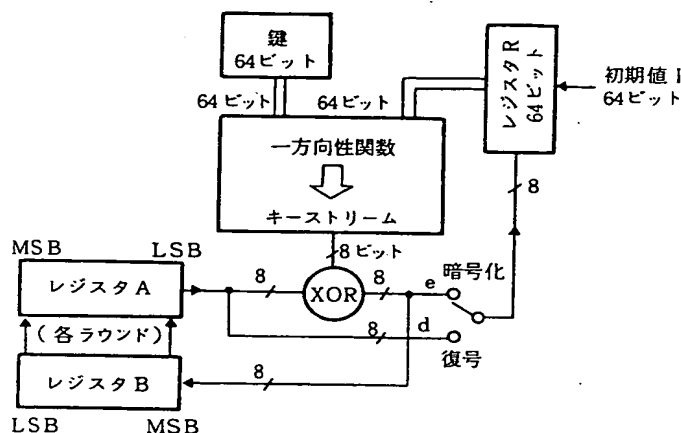 鍵
64ビット
64ビット
64ビット
レジスタR
64ビット
初期値I
64ビット
一方向性関数
キーストリーム
8
8ビット
MSB
LSB
レジスタA
8
XOR
8
e
暗号化
(各ラウンド)
8
d
復号
レジスタB
8
LSB
MSB